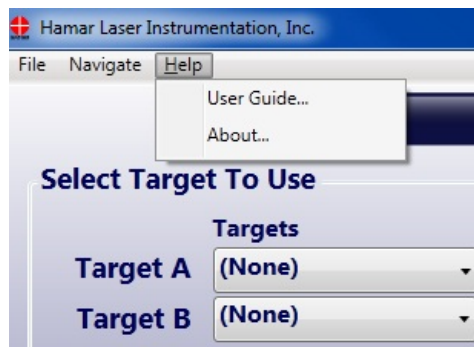 Hamar Laser Instrumentation, Inc.
File Navigate Help
User Guide...
About...
Select Target To Use
Targets
Target A (None)
Target B (None)